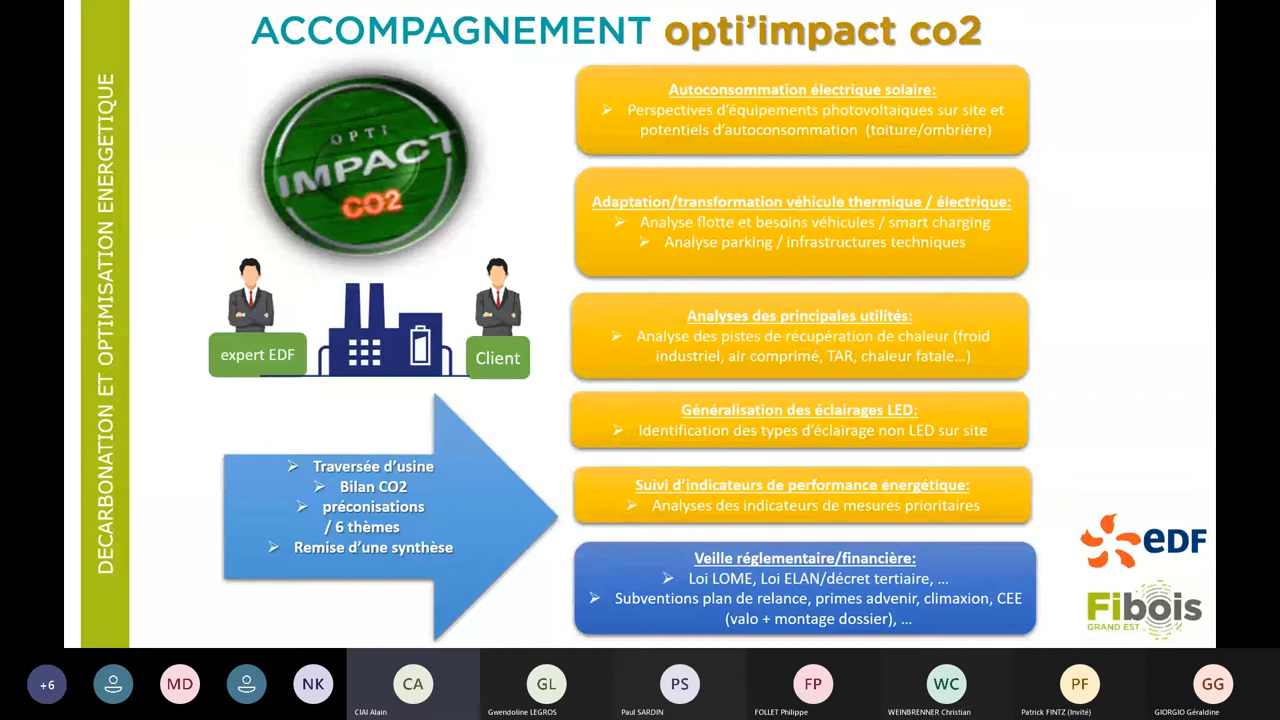 ACCOMPAGNEMENT opti'impact co2
DECARBONATION ET OPTIMISATION ENERGETIQUE
OPTI
IMPACT
CO2
expert EDF
Client
Traversée d'usine
Bilan CO2
préconisations
/ 6 thèmes
Remise d'une synthèse
Autoconsommation électrique solaire:
Perspectives d'équipements photovoltaiques sur site et
potentiels d'autoconsommation (toiture/ombrière)
Adaptation/transformation véhicule thermique / électrique:
Analyse flotte et besoins véhicules / smart charging
Analyse parking / infrastructures techniques
Analyses des principales utilités:
Analyse des pistes de récupération de chaleur (froid
industriel, air comprimé, TAR, chaleur fatale...)
Généralisation des éclairages LED:
Identification des types d'éclairage non LED sur site
Suivi d'indicateurs de performance énergétique:
Analyses des indicateurs de mesures prioritaires
Veille réglementaire/financière:
Loi LOME, Loi ELAN/décret tertiaire, ...
Subventions plan de relance, primes advenir, climaxion, CEE
(valo + montage dossier), ...
edf
Fibois
GRAND EST
+6
MD
NK
CA
CIAI Alain
GL
Gwendoline LEGROS
PS
Paul SARDIN
FP
FOLLET Philippe
WC
WEINBRENNER Christian
PF
Patrick FINTZ (Invité)
GG
GIORGIO Géraldine